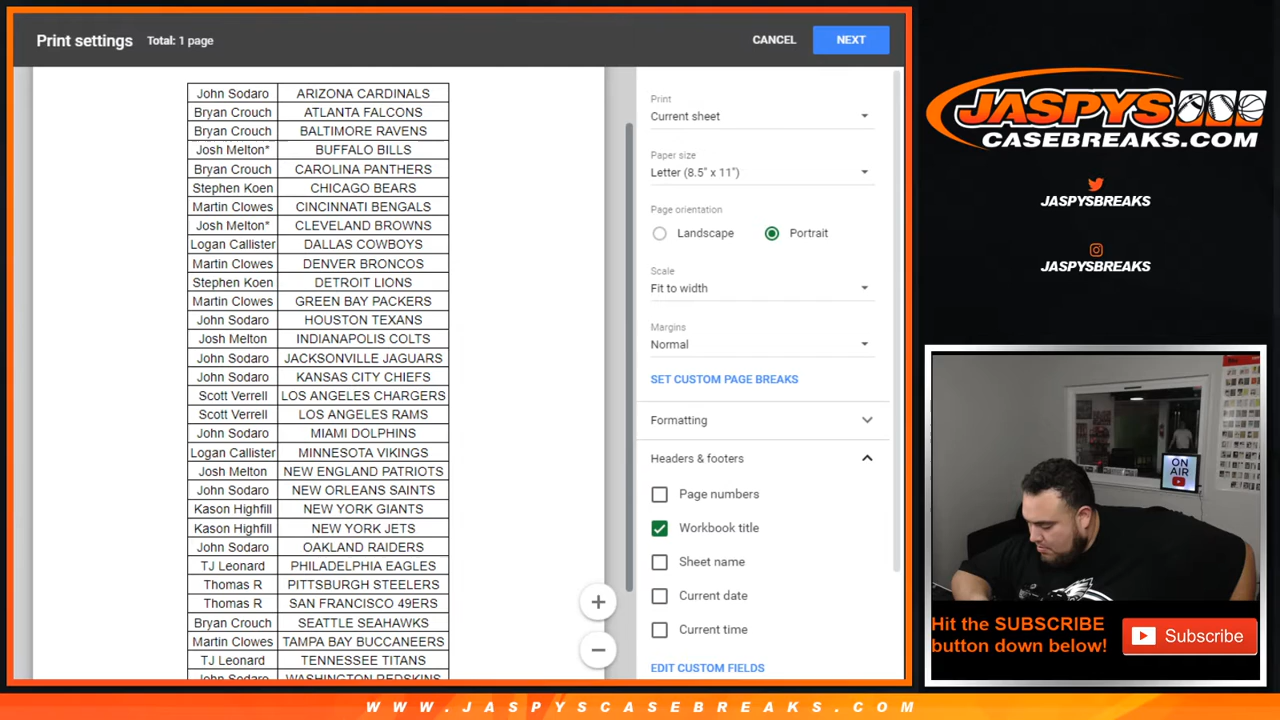 Print settings Total: 1 page CANCEL NEXT
John Sodaro ARIZONA CARDINALS
Bryan Crouch ATLANTA FALCONS
Bryan Crouch BALTIMORE RAVENS
Josh Melton* BUFFALO BILLS
Bryan Crouch CAROLINA PANTHERS
Stephen Koen CHICAGO BEARS
Martin Clowes CINCINNATI BENGALS
Josh Melton* CLEVELAND BROWNS
Logan Callister DALLAS COWBOYS
Martin Clowes DENVER BRONCOS
Stephen Koen DETROIT LIONS
Martin Clowes GREEN BAY PACKERS
John Sodaro HOUSTON TEXANS
Josh Melton INDIANAPOLIS COLTS
John Sodaro JACKSONVILLE JAGUARS
John Sodaro KANSAS CITY CHIEFS
Scott Verrell LOS ANGELES CHARGERS
Scott Verrell LOS ANGELES RAMS
John Sodaro MIAMI DOLPHINS
Logan Callister MINNESOTA VIKINGS
Josh Melton NEW ENGLAND PATRIOTS
John Sodaro NEW ORLEANS SAINTS
Kason Highfill NEW YORK GIANTS
Kason Highfill NEW YORK JETS
John Sodaro OAKLAND RAIDERS
TJ Leonard PHILADELPHIA EAGLES
Thomas R PITTSBURGH STEELERS
Thomas R SAN FRANCISCO 49ERS
Bryan Crouch SEATTLE SEAHAWKS
Martin Clowes TAMPA BAY BUCCANEERS
TJ Leonard TENNESSEE TITANS
John Sodaro WASHINGTON REDSKINS
Print
Current sheet
Paper size
Letter (8.5" x 11")
Page orientation
Landscape Portrait
Scale
Fit to width
Margins
Normal
SET CUSTOM PAGE BREAKS
Formatting
Headers & footers
Page numbers
Workbook title
Sheet name
Current date
Current time
EDIT CUSTOM FIELDS
JASPYS
CASEBREAKS.COM
JASPYSBREAKS
JASPYSBREAKS
ON
AIR
Hit the SUBSCRIBE
button down below!
Subscribe
WWW.JASPYSCASEBREAKS.COM